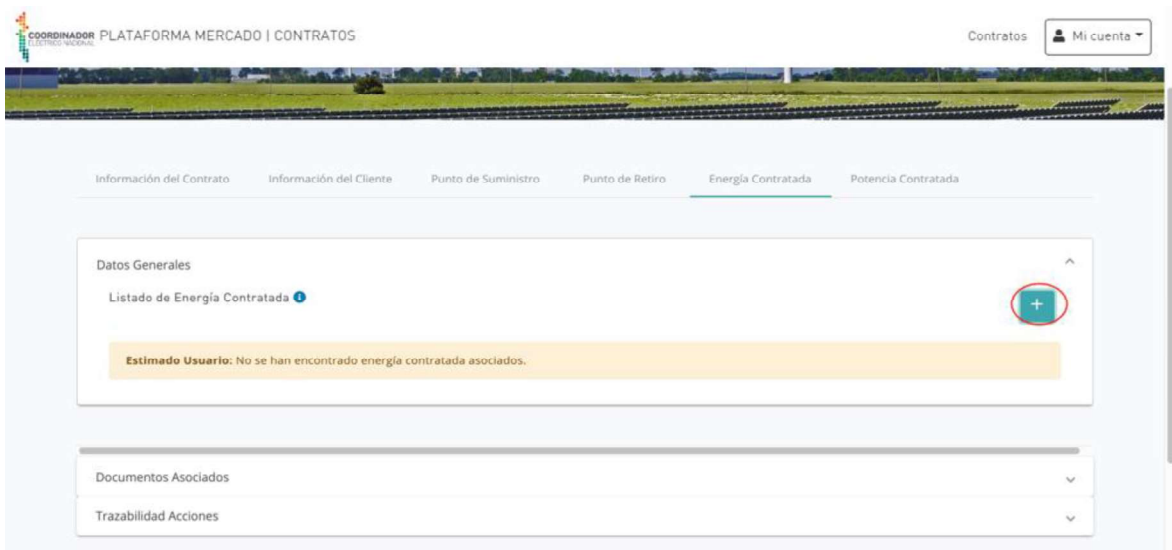 COORDINADOR PLATAFORMA MERCADO | CONTRATOS
ELÉCTRICO NACIONAL
Contratos
Mi cuenta
Información del Contrato Información del Cliente Punto de Suministro Punto de Retiro Energía Contratada Potencia Contratada
Datos Generales
Listado de Energía Contratada
+
Estimado Usuario: No se han encontrado energía contratada asociados.
Documentos Asociados
Trazabilidad Acciones